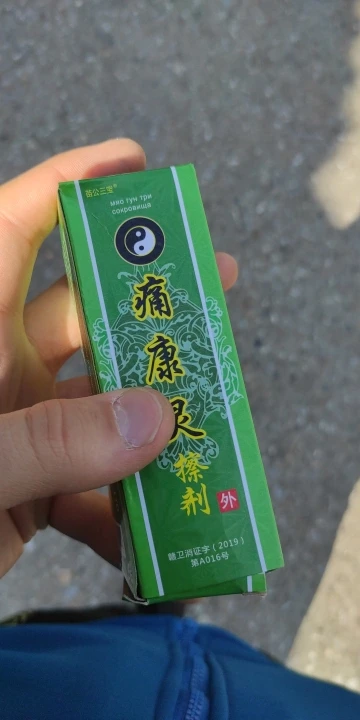 苗公三宝®
мяо гун три
сокровища
痛康灵
擦剂
外
赣卫消证字（2019）
第A016号